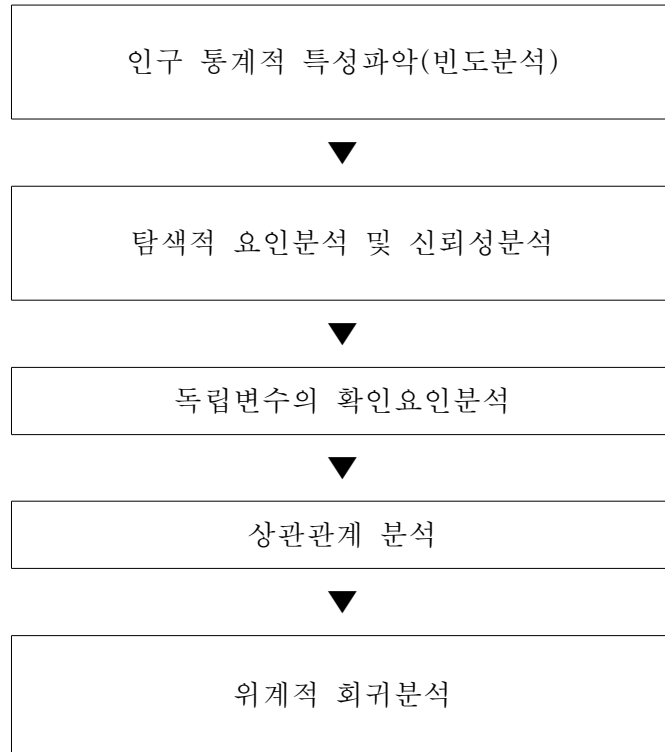 인구 통계적 특성파악(빈도분석)
탐색적 요인분석 및 신뢰성분석
독립변수의 확인요인분석
상관관계 분석
위계적 회귀분석